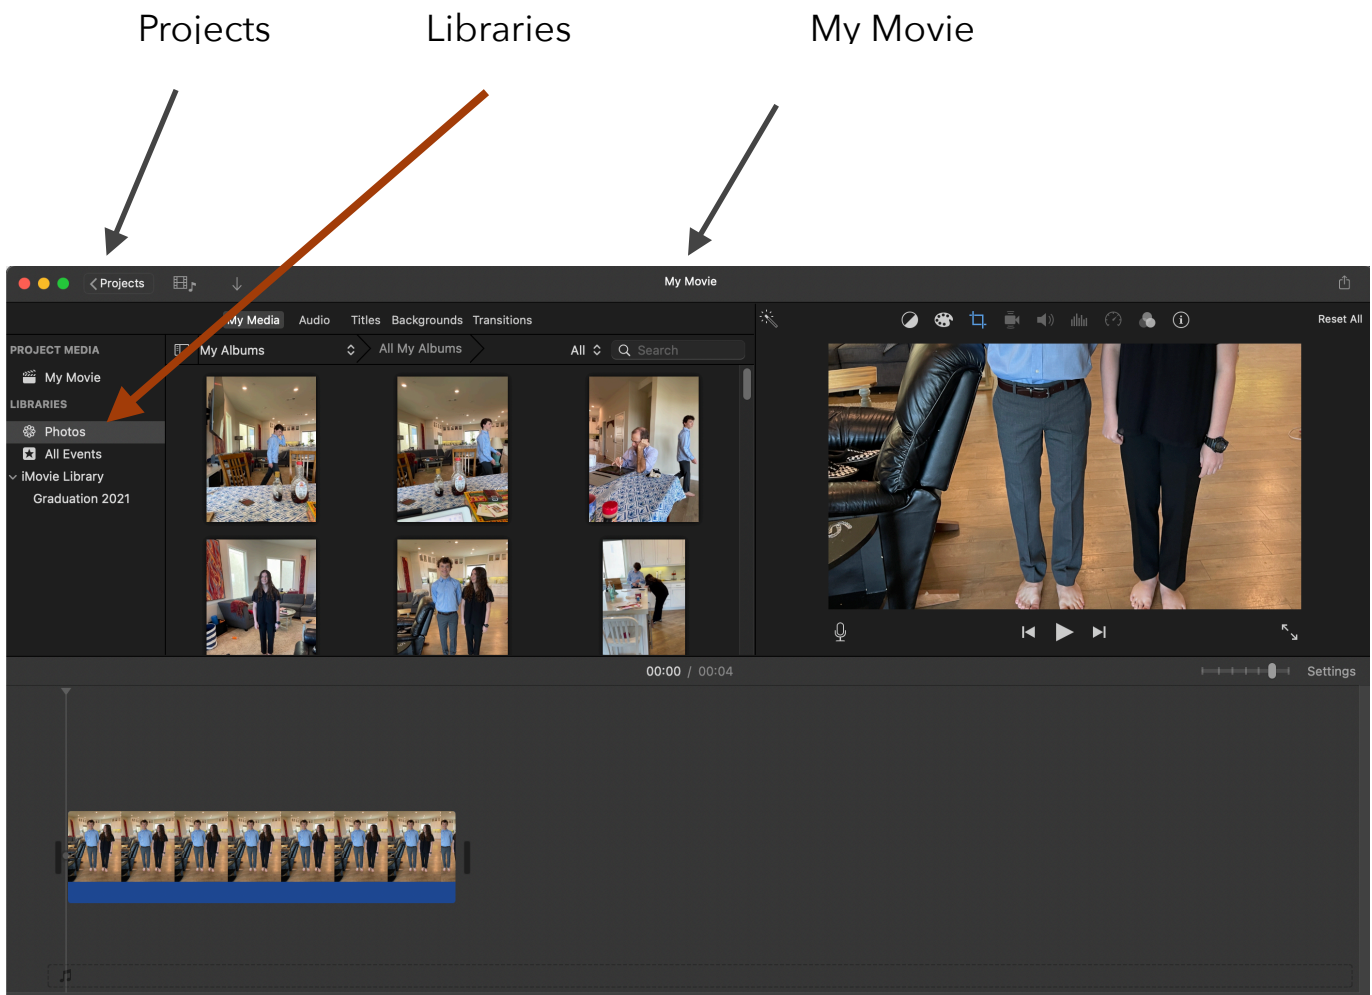 Projects Libraries My Movie
Projects My Movie
My Media Audio Titles Backgrounds Transitions Reset All
PROJECT MEDIA My Albums All My Albums All Search
My Movie
LIBRARIES
Photos
All Events
iMovie Library
Graduation 2021
00:00 / 00:04 Settings